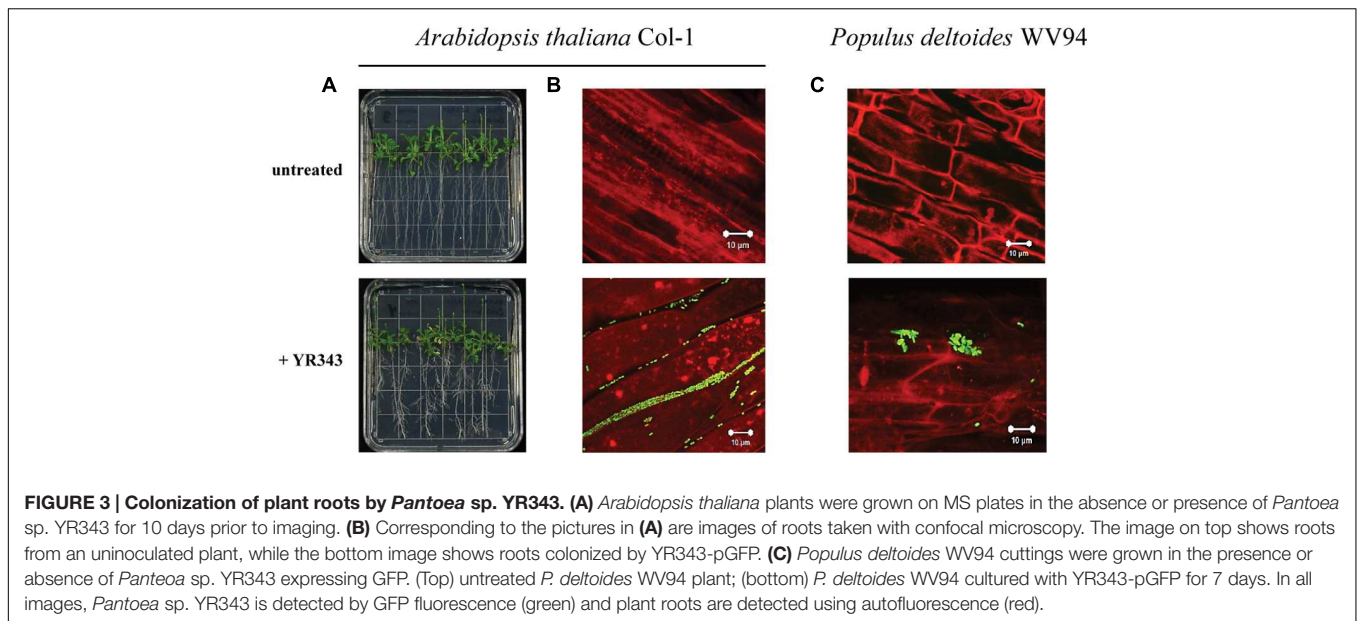 Arabidopsis thaliana Col-1
Populus deltoides WV94
A
B
C
untreated
10 µm
10 µm
+ YR343
10 µm
10 µm
FIGURE 3 | Colonization of plant roots by Pantoea sp. YR343. (A) Arabidopsis thaliana plants were grown on MS plates in the absence or presence of Pantoea
sp. YR343 for 10 days prior to imaging. (B) Corresponding to the pictures in (A) are images of roots taken with confocal microscopy. The image on top shows roots
from an uninoculated plant, while the bottom image shows roots colonized by YR343-pGFP. (C) Populus deltoides WV94 cuttings were grown in the presence or
absence of Panteoa sp. YR343 expressing GFP. (Top) untreated P. deltoides WV94 plant; (bottom) P. deltoides WV94 cultured with YR343-pGFP for 7 days. In all
images, Pantoea sp. YR343 is detected by GFP fluorescence (green) and plant roots are detected using autofluorescence (red).